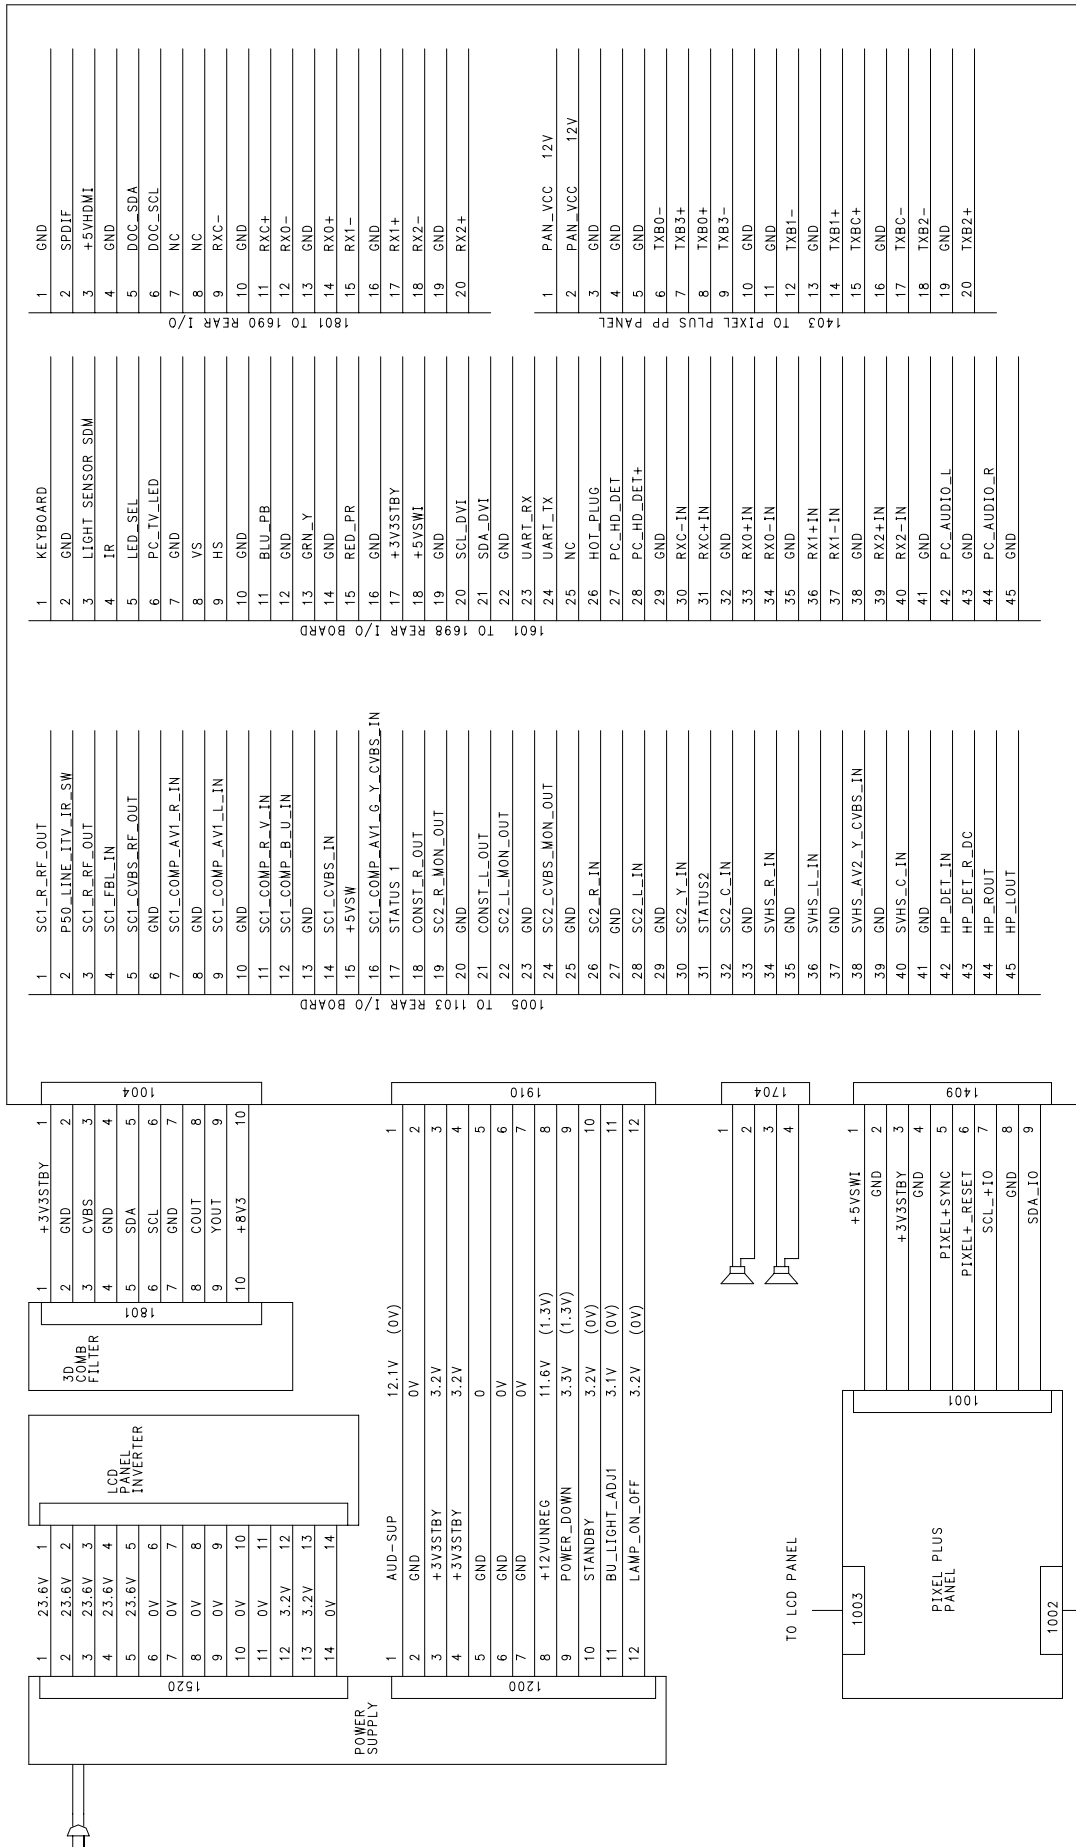 1 GND
2 SPDIF
3 +5VHDMI
4 GND
5 DOC_SDA
6 DOC_SCL
7 NC
8 NC
9 RXC-
10 GND
11 RXC+
12 RX0-
13 GND
14 RX0+
15 RX1-
16 GND
17 RX1+
18 RX2-
19 GND
20 RX2+
1801 TO 1690 REAR I/O
1 PAN_VCC 12V
2 PAN_VCC 12V
3 GND
4 GND
5 GND
6 TXB0-
7 TXB3+
8 TXB0+
9 TXB3-
10 GND
11 GND
12 TXB1-
13 GND
14 TXB1+
15 TXBC+
16 GND
17 TXBC-
18 TXB2-
19 GND
20 TXB2+
1403 TO PIXEL PLUS PP PANEL
1 KEYBOARD
2 GND
3 LIGHT SENSOR SDM
4 IR
5 LED_SEL
6 PC_TV_LED
7 GND
8 VS
9 HS
10 GND
11 BLU_PB
12 GND
13 GRN_Y
14 GND
15 RED_PR
16 GND
17 +3V3STBY
18 +5VSWI
19 GND
20 SCL_DVI
21 SDA_DVI
22 GND
23 UART_RX
24 UART_TX
25 NC
26 HOT_PLUG
27 PC_HD_DET
28 PC_HD_DET+
29 GND
30 RXC-IN
31 RXC+IN
32 GND
33 RX0+IN
34 RX0-IN
35 GND
36 RX1+IN
37 RX1-IN
38 GND
39 RX2+IN
40 RX2-IN
41 GND
42 PC_AUDIO_L
43 GND
44 PC_AUDIO_R
45 GND
1601 TO 1698 REAR I/O BOARD
1 SC1_R_RF_OUT
2 P50_LINE_ITV_IR_SW
3 SC1_R_RF_OUT
4 SC1_FBL_IN
5 SC1_CVBS_RF_OUT
6 GND
7 SC1_COMP_AV1_R_IN
8 GND
9 SC1_COMP_AV1_L_IN
10 GND
11 SC1_COMP_R_V_IN
12 SC1_COMP_B_U_IN
13 GND
14 SC1_CVBS_IN
15 +5VSW
16 SC1_COMP_AV1_G_Y_CVBS_IN
17 STATUS 1
18 CONST_R_OUT
19 SC2_R_MON_OUT
20 GND
21 CONST_L_OUT
22 SC2_L_MON_OUT
23 GND
24 SC2_CVBS_MON_OUT
25 GND
26 SC2_R_IN
27 GND
28 SC2_L_IN
29 GND
30 SC2_Y_IN
31 STATUS2
32 SC2_C_IN
33 GND
34 SVHS_R_IN
35 GND
36 SVHS_L_IN
37 GND
38 SVHS_AV2_Y_CVBS_IN
39 GND
40 SVHS_C_IN
41 GND
42 HP_DET_IN
43 HP_DET_R_DC
44 HP_ROUT
45 HP_LOUT
1005 TO 1103 REAR I/O BOARD
1004
1 +3V3STBY 1
2 GND 2
3 CVBS 3
4 GND 4
5 SDA 5
6 SCL 6
7 GND 7
8 COUT 8
9 YOUT 9
10 +8V3 10
1801
3D
COMB
FILTER
1910
1 AUD-SUP 12.1V (0V) 1
2 GND 0V 2
3 +3V3STBY 3.2V 3
4 +3V3STBY 3.2V 4
5 GND 0 5
6 GND 0V 6
7 GND 0V 7
8 +12VUNREG 11.6V (1.3V) 8
9 POWER_DOWN 3.3V (1.3V) 9
10 STANDBY 3.2V (0V) 10
11 BU_LIGHT_ADJ1 3.1V (0V) 11
12 LAMP_ON_OFF 3.2V (0V) 12
1200
1704
1
2
3
4
1409
+5VSWI 1
GND 2
+3V3STBY 3
GND 4
PIXEL+SYNC 5
PIXEL+_RESET 6
SCL_+IO 7
GND 8
SDA_IO 9
1001
LCD
PANEL
INVERTER
1 23.6V 1
2 23.6V 2
3 23.6V 3
4 23.6V 4
5 23.6V 5
6 0V 6
7 0V 7
8 0V 8
9 0V 9
10 0V 10
11 0V 11
12 3.2V 12
13 3.2V 13
14 0V 14
1520
POWER
SUPPLY
TO LCD PANEL
1003
PIXEL PLUS
PANEL
1002